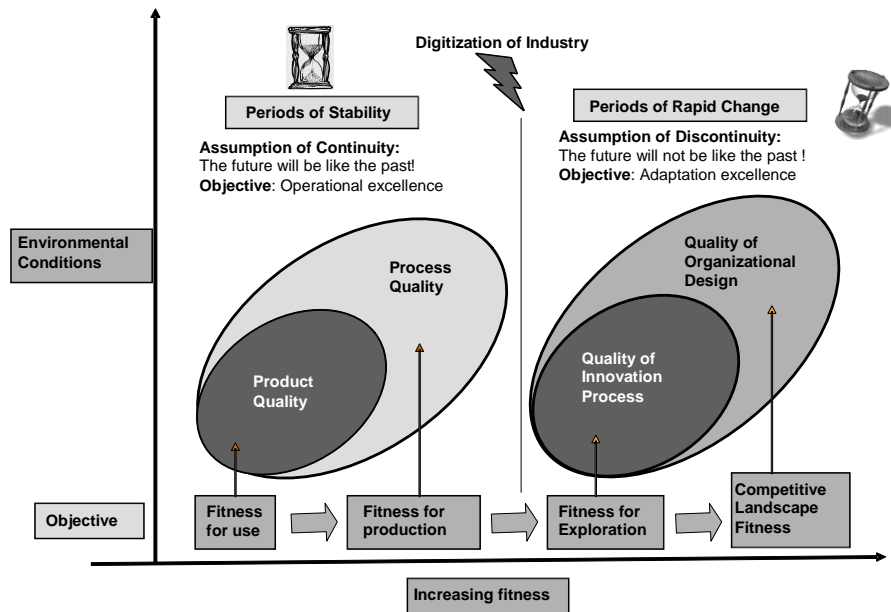 Digitization of Industry
Periods of Stability
Assumption of Continuity:
The future will be like the past!
Objective: Operational excellence
Periods of Rapid Change
Assumption of Discontinuity:
The future will not be like the past !
Objective: Adaptation excellence
Environmental
Conditions
Process
Quality
Product
Quality
Quality of
Organizational
Design
Quality of
Innovation
Process
Objective
Fitness
for use
Fitness for
production
Fitness for
Exploration
Competitive
Landscape
Fitness
Increasing fitness